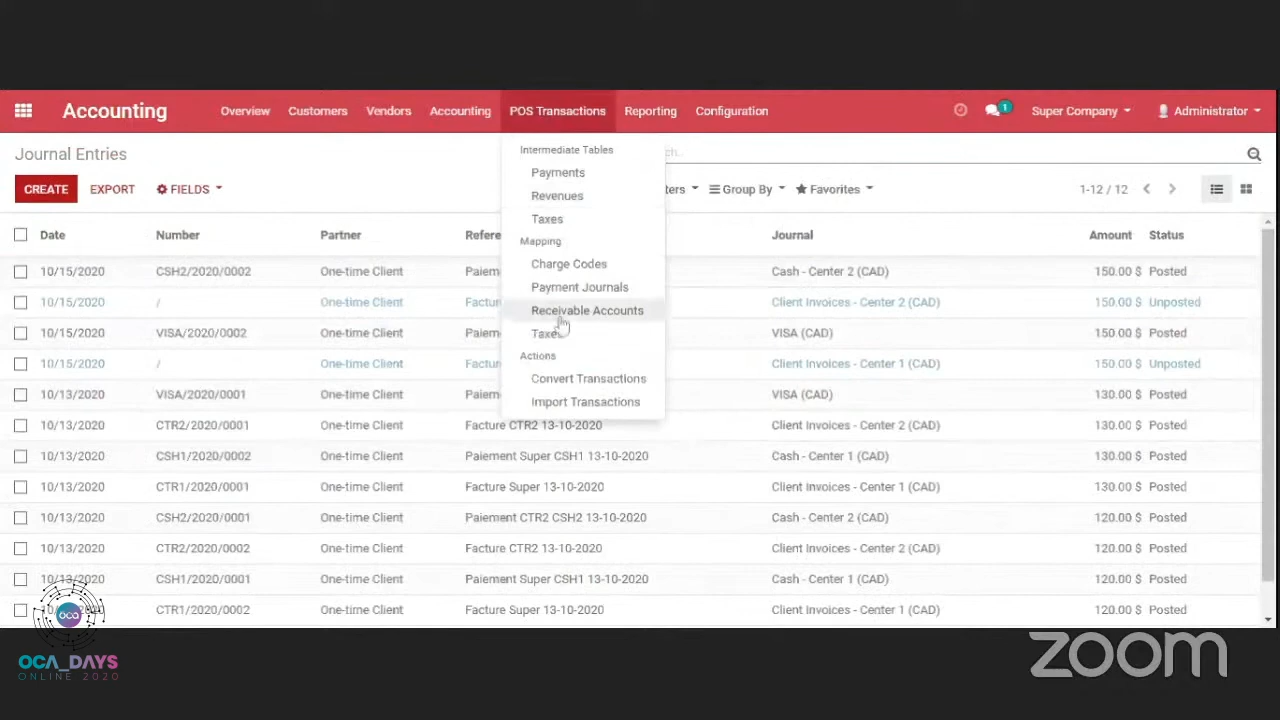 Accounting Overview Customers Vendors Accounting POS Transactions Reporting Configuration 1 Super Company Administrator
Journal Entries
CREATE EXPORT FIELDS Group By Favorites 1-12 / 12
Intermediate Tables
Payments
Revenues
Taxes
Mapping
Charge Codes
Payment Journals
Receivable Accounts
Taxes
Actions
Convert Transactions
Import Transactions
Date Number Partner Journal Amount Status
10/15/2020 CSH2/2020/0002 One-time Client Cash - Center 2 (CAD) 150.00 $ Posted
10/15/2020 / One-time Client Client Invoices - Center 2 (CAD) 150.00 $ Unposted
10/15/2020 VISA/2020/0002 One-time Client VISA (CAD) 150.00 $ Posted
10/15/2020 / One-time Client Client Invoices - Center 1 (CAD) 150.00 $ Unposted
10/13/2020 VISA/2020/0001 One-time Client VISA (CAD) 130.00 $ Posted
10/13/2020 CTR2/2020/0001 One-time Client Facture CTR2 13-10-2020 Client Invoices - Center 2 (CAD) 130.00 $ Posted
10/13/2020 CSH1/2020/0002 One-time Client Paiement Super CSH1 13-10-2020 Cash - Center 1 (CAD) 130.00 $ Posted
10/13/2020 CTR1/2020/0001 One-time Client Facture Super 13-10-2020 Client Invoices - Center 1 (CAD) 130.00 $ Posted
10/13/2020 CSH2/2020/0001 One-time Client Paiement CTR2 CSH2 13-10-2020 Cash - Center 2 (CAD) 120.00 $ Posted
10/13/2020 CTR2/2020/0002 One-time Client Facture CTR2 13-10-2020 Client Invoices - Center 2 (CAD) 120.00 $ Posted
10/13/2020 CSH1/2020/0001 One-time Client Paiement Super CSH1 13-10-2020 Cash - Center 1 (CAD) 120.00 $ Posted
CTR1/2020/0002 One-time Client Facture Super 13-10-2020 Client Invoices - Center 1 (CAD) 120.00 $ Posted
oca
OCA_DAYS
ONLINE 2020
zoom